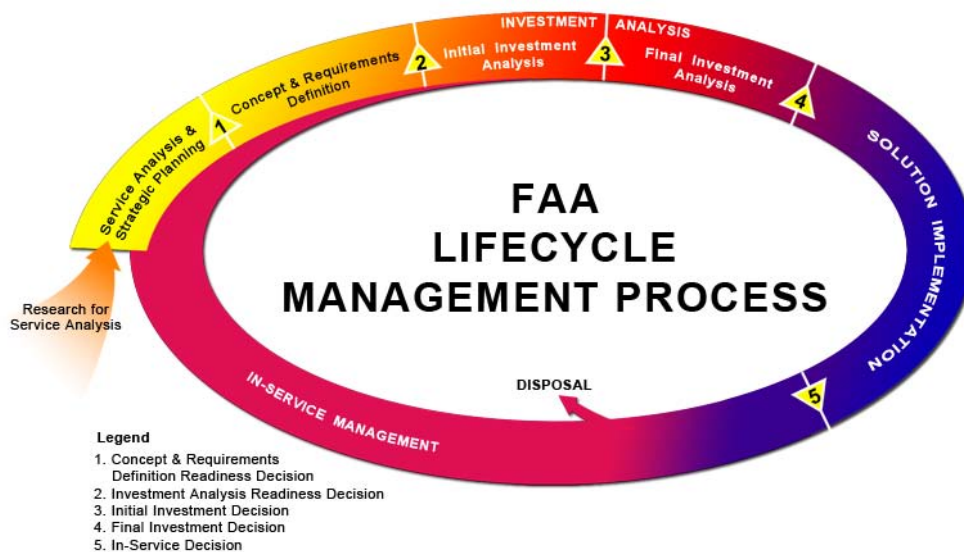 INVESTMENT ANALYSIS
Initial Investment
Analysis
Final Investment
Analysis
Concept & Requirements
Definition
Service Analysis &
Strategic Planning
1
2
3
4
SOLUTION IMPLEMENTATION
5
FAA
LIFECYCLE
MANAGEMENT PROCESS
Research for
Service Analysis
DISPOSAL
IN-SERVICE MANAGEMENT
Legend
1. Concept & Requirements
Definition Readiness Decision
2. Investment Analysis Readiness Decision
3. Initial Investment Decision
4. Final Investment Decision
5. In-Service Decision